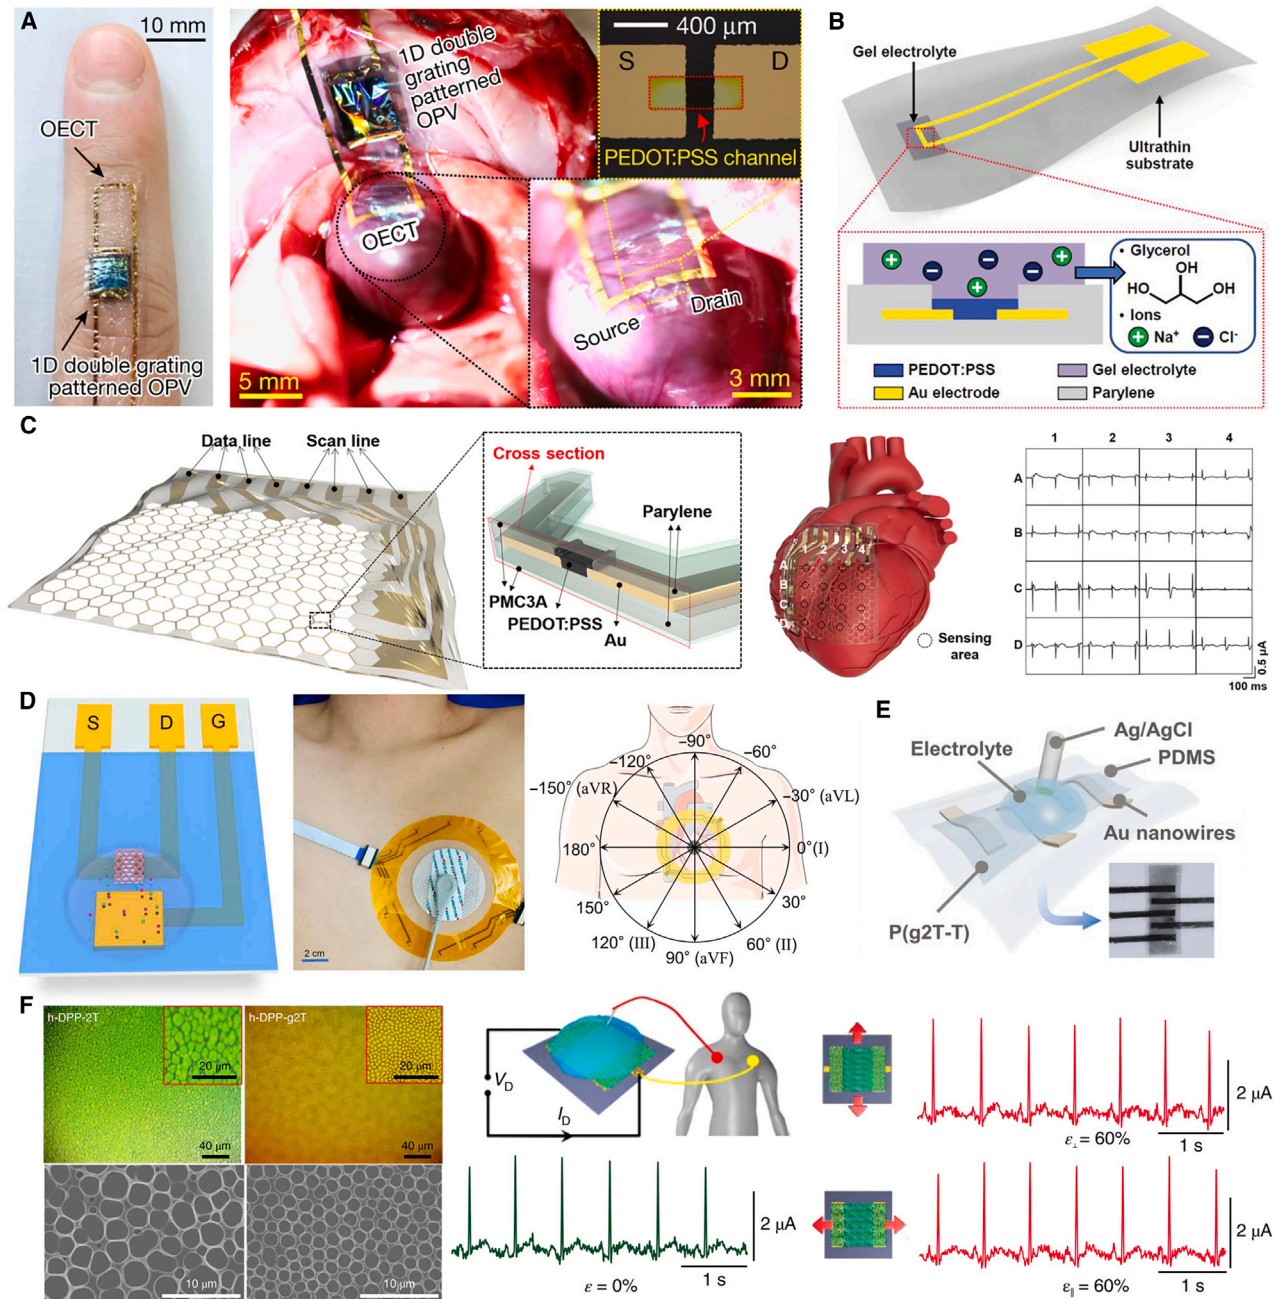 A
10 mm
OECT
1D double grating
patterned OPV
1D double
grating
patterned
OPV
OECT
5 mm
400 µm
S
D
PEDOT:PSS channel
Source
Drain
3 mm
B
Gel electrolyte
Ultrathin
substrate
• Glycerol
OH
HO
OH
• Ions
Na⁺
Cl⁻
PEDOT:PSS
Gel electrolyte
Au electrode
Parylene
C
Data line
Scan line
Cross section
Parylene
PMC3A
PEDOT:PSS
Au
1 2 3 4
A
B
C
D
Sensing
area
1 2 3 4
A
B
C
D
0.5 µA
100 ms
D
S
D
G
2 cm
−90°
−120°
−60°
−150° (aVR)
−30° (aVL)
180°
0°(I)
150°
30°
120° (III)
60° (II)
90° (aVF)
E
Ag/AgCl
Electrolyte
PDMS
Au nanowires
P(g2T-T)
F
h-DPP-2T
20 µm
40 µm
h-DPP-g2T
20 µm
40 µm
10 µm
10 µm
V_D
I_D
2 µA
ε = 0%
1 s
2 µA
ε⊥ = 60%
1 s
2 µA
ε∥ = 60%
1 s